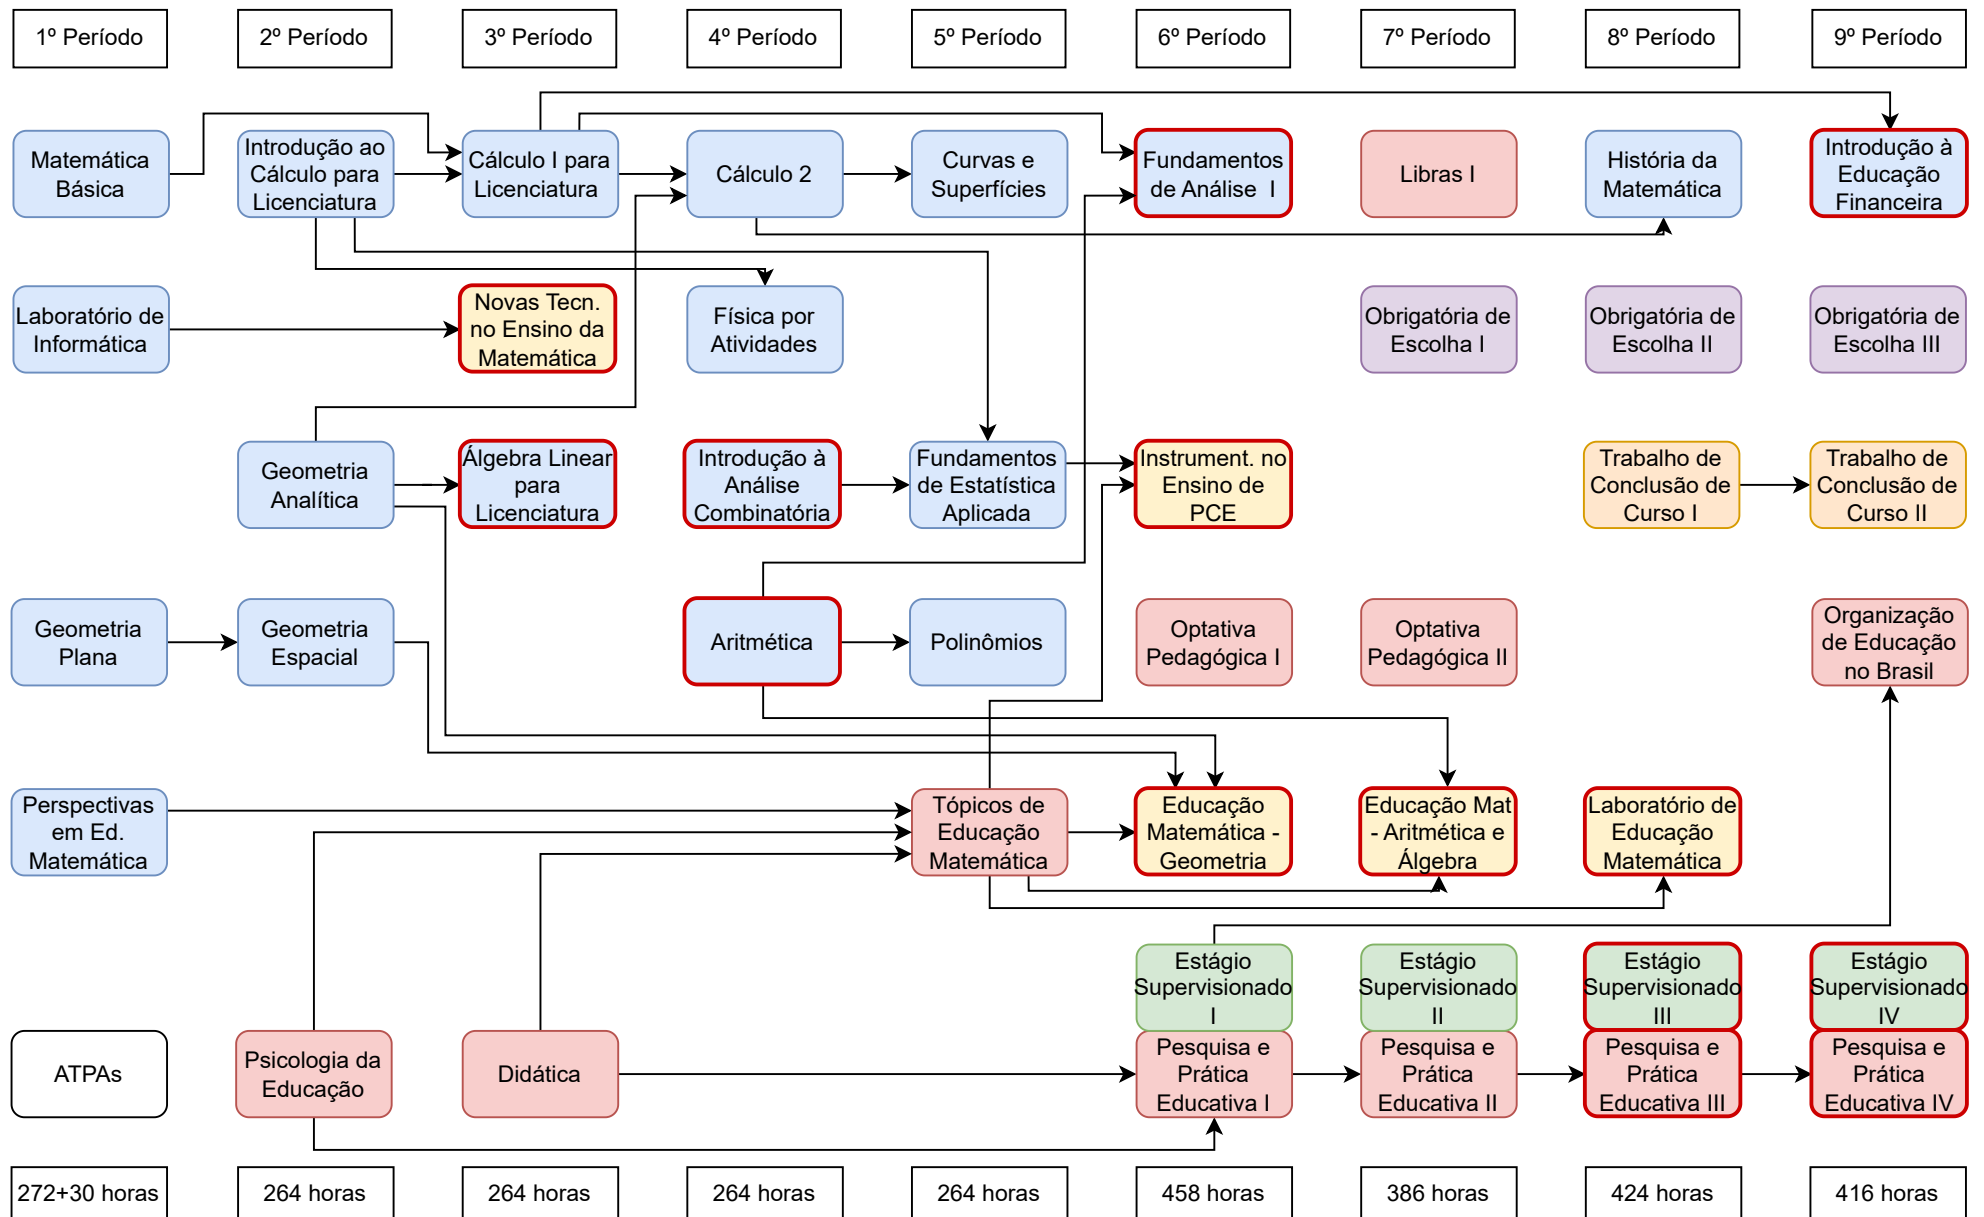 1º Período
2º Período
3º Período
4º Período
5º Período
6º Período
7º Período
8º Período
9º Período
Matemática
Básica
Introdução ao
Cálculo para
Licenciatura
Cálculo I para
Licenciatura
Cálculo 2
Curvas e
Superfícies
Fundamentos
de Análise I
Libras I
História da
Matemática
Introdução à
Educação
Financeira
Laboratório de
Informática
Novas Tecn.
no Ensino da
Matemática
Física por
Atividades
Obrigatória de
Escolha I
Obrigatória de
Escolha II
Obrigatória de
Escolha III
Geometria
Analítica
Álgebra Linear
para
Licenciatura
Introdução à
Análise
Combinatória
Fundamentos
de Estatística
Aplicada
Instrument. no
Ensino de
PCE
Trabalho de
Conclusão de
Curso I
Trabalho de
Conclusão de
Curso II
Geometria
Plana
Geometria
Espacial
Aritmética
Polinômios
Optativa
Pedagógica I
Optativa
Pedagógica II
Organização
de Educação
no Brasil
Perspectivas
em Ed.
Matemática
Tópicos de
Educação
Matemática
Educação
Matemática -
Geometria
Educação Mat
- Aritmética e
Álgebra
Laboratório de
Educação
Matemática
Estágio
Supervisionado
I
Estágio
Supervisionado
II
Estágio
Supervisionado
III
Estágio
Supervisionado
IV
ATPAs
Psicologia da
Educação
Didática
Pesquisa e
Prática
Educativa I
Pesquisa e
Prática
Educativa II
Pesquisa e
Prática
Educativa III
Pesquisa e
Prática
Educativa IV
272+30 horas
264 horas
264 horas
264 horas
264 horas
458 horas
386 horas
424 horas
416 horas